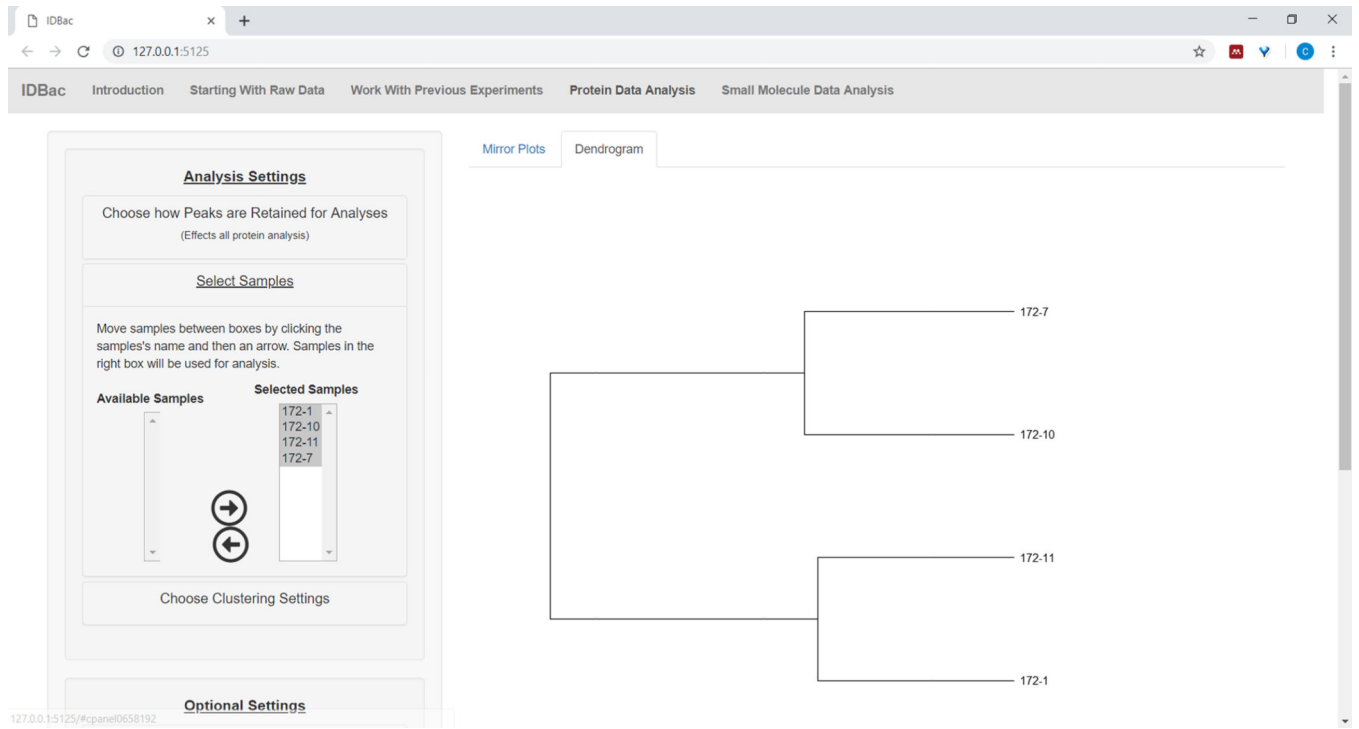 IDBac
127.0.0.1:5125
IDBac Introduction Starting With Raw Data Work With Previous Experiments Protein Data Analysis Small Molecule Data Analysis
Analysis Settings
Choose how Peaks are Retained for Analyses
(Effects all protein analysis)
Select Samples
Move samples between boxes by clicking the
samples's name and then an arrow. Samples in the
right box will be used for analysis.
Available Samples
Selected Samples
172-1
172-10
172-11
172-7
Choose Clustering Settings
Optional Settings
127.0.0.1:5125/#cpanel0658192
Mirror Plots Dendrogram
172-7
172-10
172-11
172-1
C